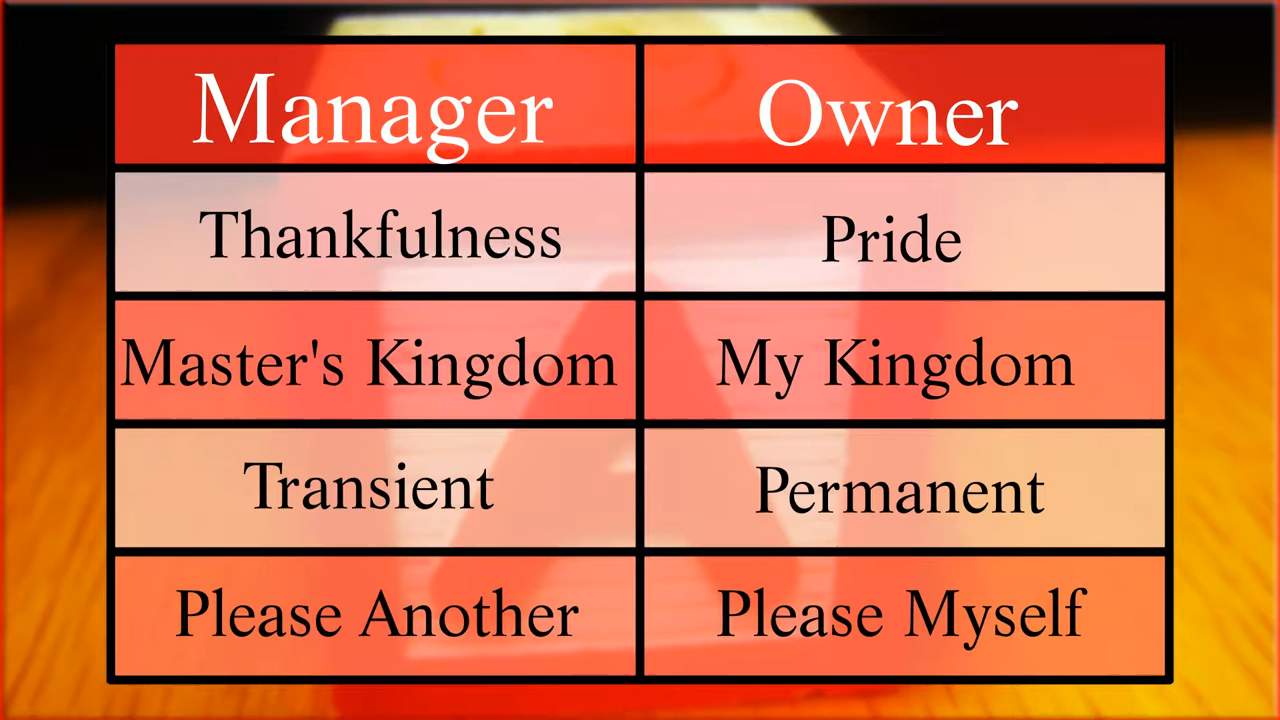 Manager Owner
Thankfulness Pride
Master's Kingdom My Kingdom
Transient Permanent
Please Another Please Myself